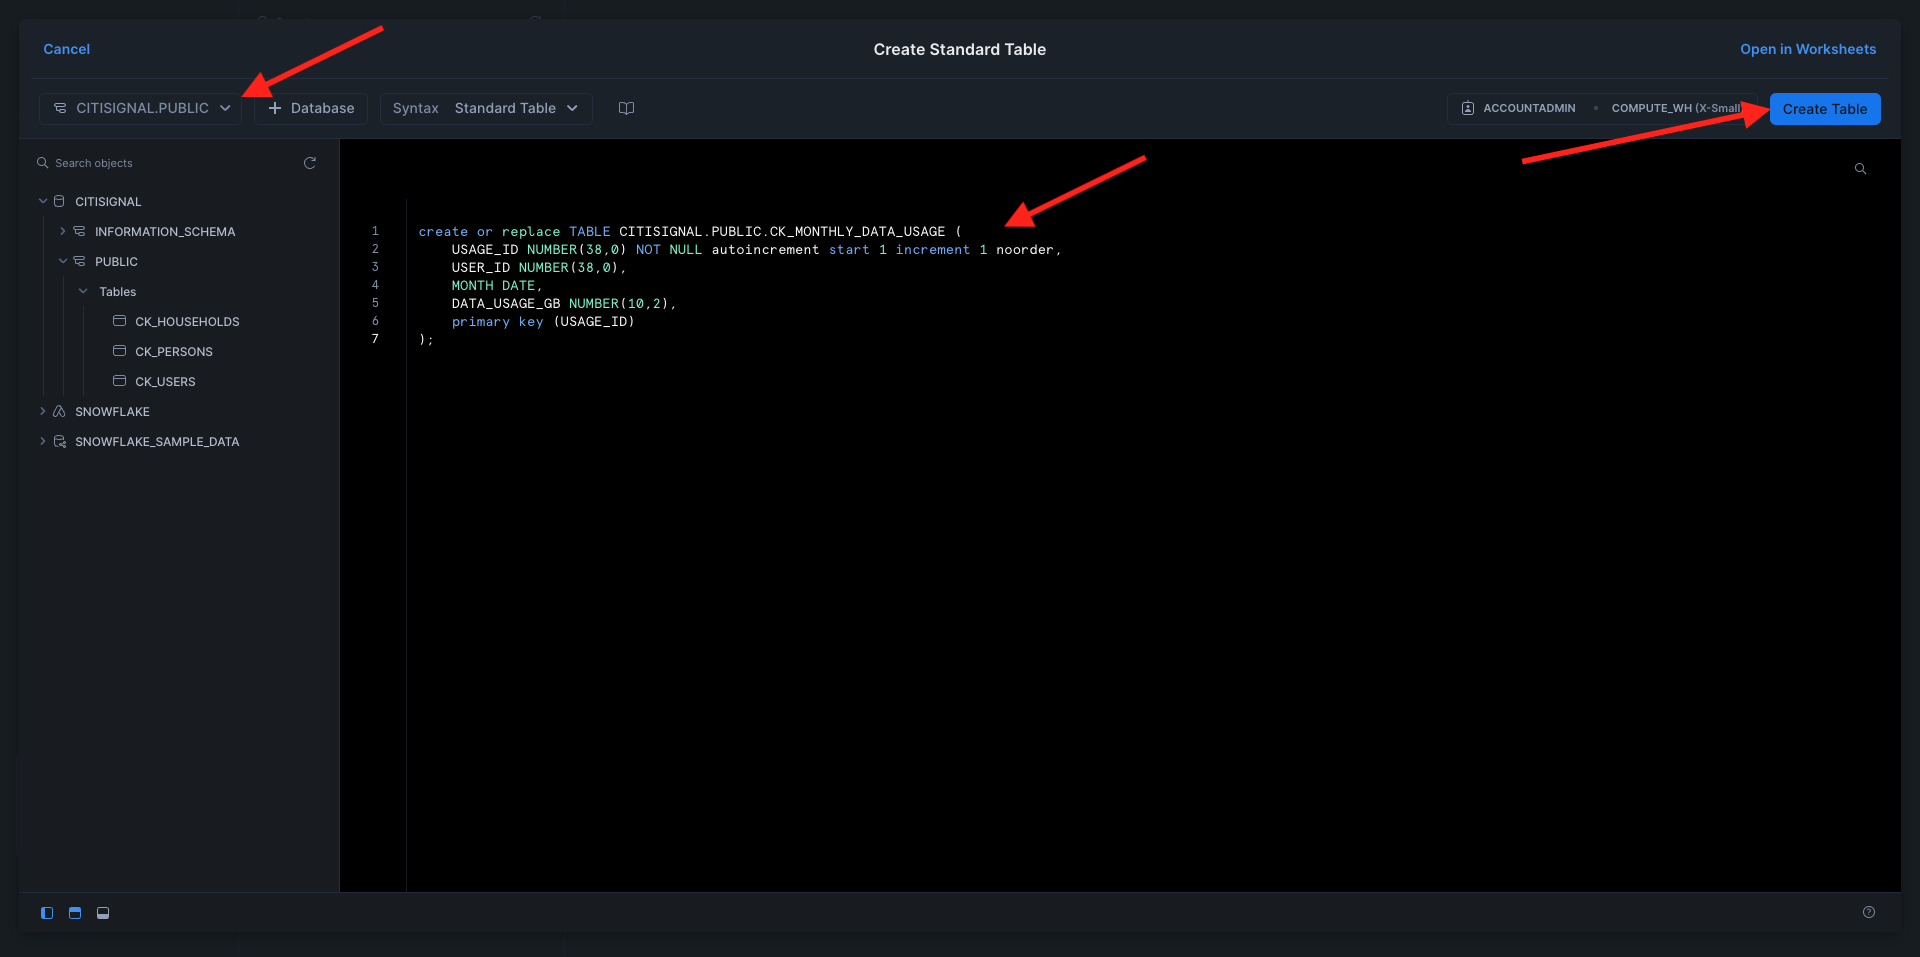 Cancel
Create Standard Table
Open in Worksheets
CITISIGNAL.PUBLIC
+ Database
Syntax Standard Table
ACCOUNTADMIN • COMPUTE_WH (X-Small
Create Table
Search objects
CITISIGNAL
INFORMATION_SCHEMA
PUBLIC
Tables
CK_HOUSEHOLDS
CK_PERSONS
CK_USERS
SNOWFLAKE
SNOWFLAKE_SAMPLE_DATA
1 create or replace TABLE CITISIGNAL.PUBLIC.CK_MONTHLY_DATA_USAGE (
2 USAGE_ID NUMBER(38,0) NOT NULL autoincrement start 1 increment 1 noorder,
3 USER_ID NUMBER(38,0),
4 MONTH DATE,
5 DATA_USAGE_GB NUMBER(10,2),
6 primary key (USAGE_ID)
7 );